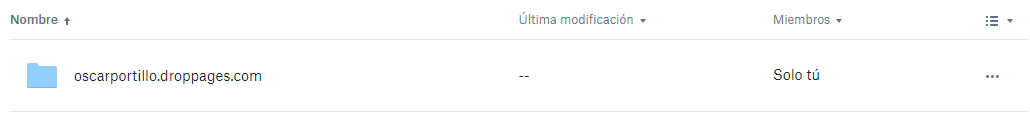 Nombre Última modificación Miembros
oscarportillo.droppages.com -- Solo tú